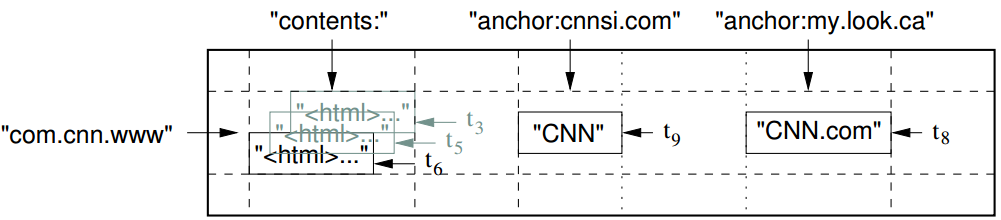 "contents:" "anchor:cnnsi.com" "anchor:my.look.ca"
"<html>..." t3
"com.cnn.www" "<html>..." t5 "CNN" t9 "CNN.com" t8
"<html>..." t6